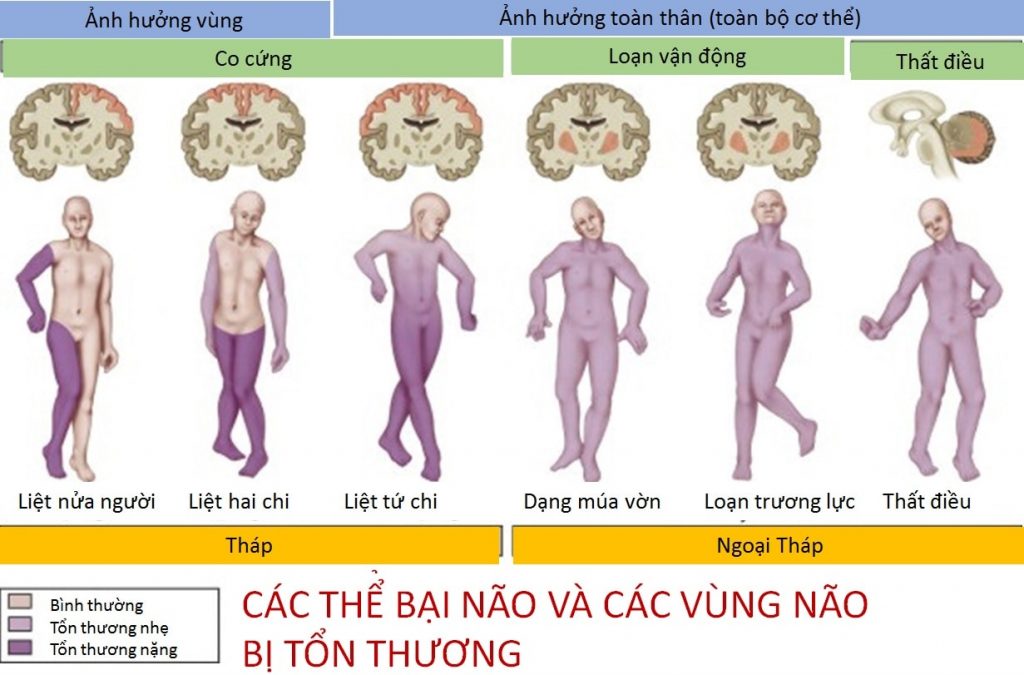 Ảnh hưởng vùng
Ảnh hưởng toàn thân (toàn bộ cơ thể)
Co cứng
Loạn vận động
Thất điều
Liệt nửa người
Liệt hai chi
Liệt tứ chi
Dạng múa vờn
Loạn trương lực
Thất điều
Tháp
Ngoại Tháp
Bình thường
Tổn thương nhẹ
Tổn thương nặng
CÁC THỂ BẠI NÃO VÀ CÁC VÙNG NÃO
BỊ TỔN THƯƠNG